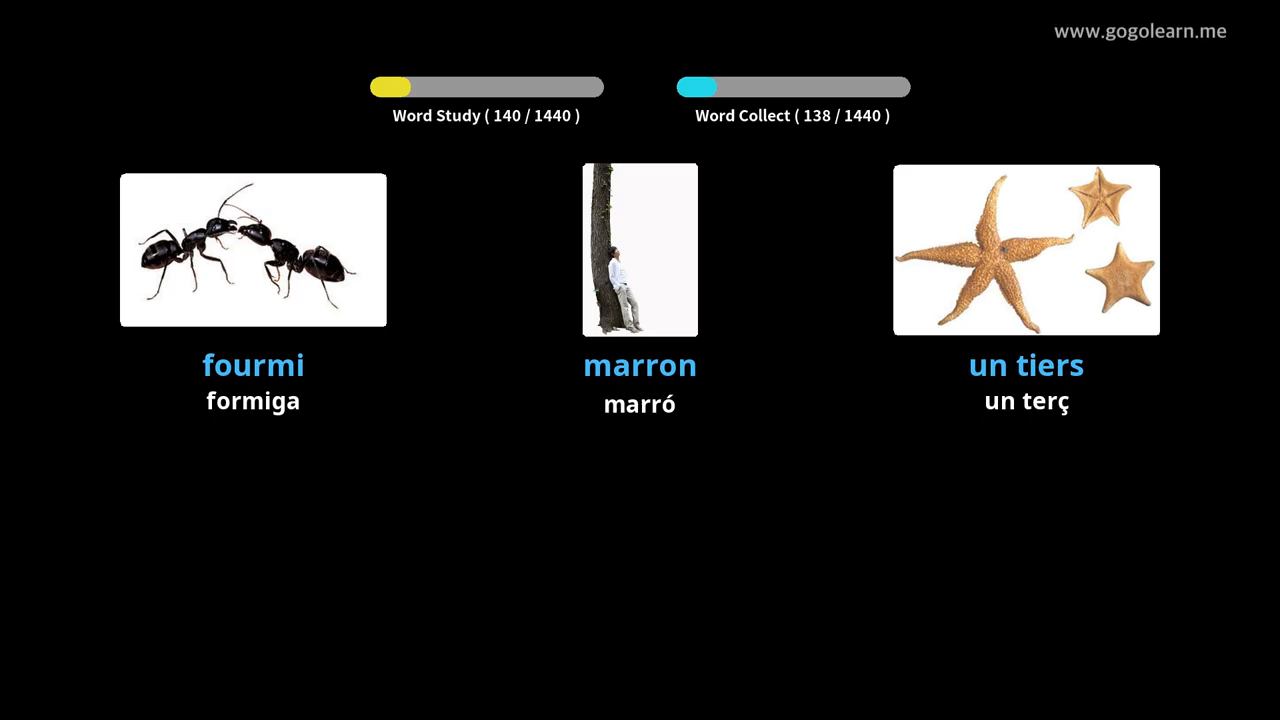 www.gogolearn.me
Word Study ( 140 / 1440 )
Word Collect ( 138 / 1440 )
fourmi
formiga
marron
marró
un tiers
un terç